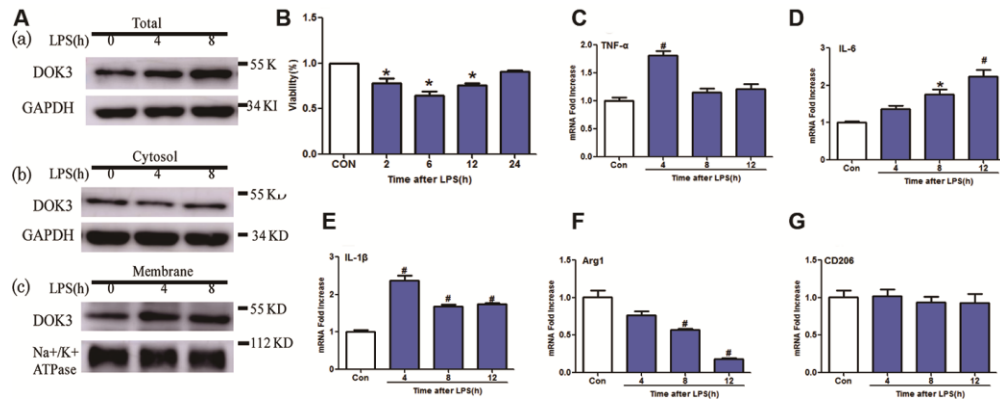 A
(a)
Total
LPS(h) 0 4 8
DOK3
55 K
GAPDH
34 KI
(b)
Cytosol
LPS(h) 0 4 8
DOK3
55 KD
GAPDH
34 KD
(c)
Membrane
LPS(h) 0 4 8
DOK3
55 KD
Na+/K+
ATPase
112 KD
B
Viability(%)
1.5
1.0
0.5
0.0
* * *
CON 2 6 12 24
Time after LPS(h)
C
TNF-α
mRNA Fold Increase
2.0
1.5
1.0
0.5
0.0
#
Con 4 8 12
Time after LPS(h)
D
IL-6
mRNA Fold Increase
3
2
1
0
* #
Con 4 8 12
Time after LPS(h)
E
IL-1β
mRNA Fold Increase
3
2
1
0
# # #
Con 4 8 12
Time after LPS(h)
F
Arg1
mRNA Fold Increase
1.5
1.0
0.5
0.0
# #
Con 4 8 12
Time after LPS(h)
G
CD206
mRNA Fold Increase
1.5
1.0
0.5
0.0
Con 4 8 12
Time after LPS(h)